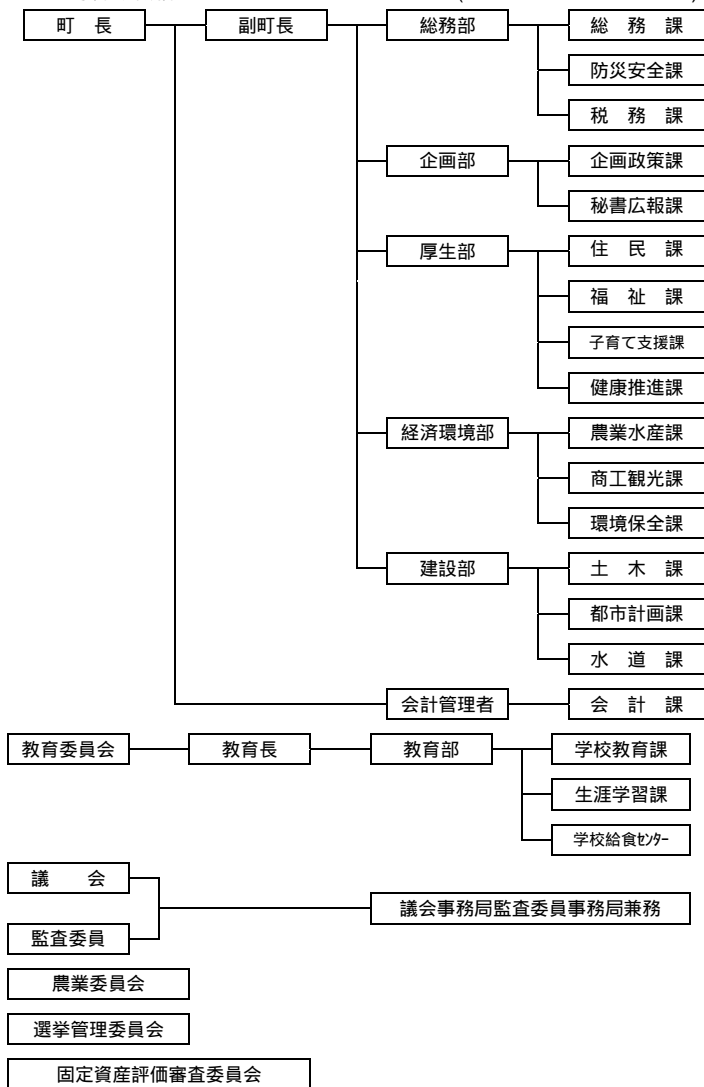 町　長 副町長 総務部 総　務　課
防災安全課
税　務　課
企画部 企画政策課
秘書広報課
厚生部 住　民　課
福　祉　課
子育て支援課
健康推進課
経済環境部 農業水産課
商工観光課
環境保全課
建設部 土　木　課
都市計画課
水　道　課
会計管理者 会　計　課
教育委員会 教育長 教育部 学校教育課
生涯学習課
学校給食ｾﾝﾀｰ
議　　会
議会事務局監査委員事務局兼務
監査委員
農業委員会
選挙管理委員会
固定資産評価審査委員会